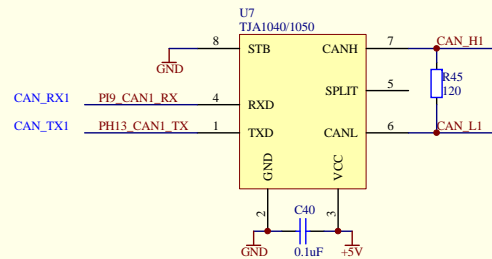 U7
TJA1040/1050
8 STB CANH 7 CAN_H1
GND
R45
120
SPLIT 5
CAN_RX1 PI9_CAN1_RX 4 RXD
CAN_TX1 PH13_CAN1_TX 1 TXD CANL 6 CAN_L1
GND VCC
2 3
C40
0.1uF
GND +5V